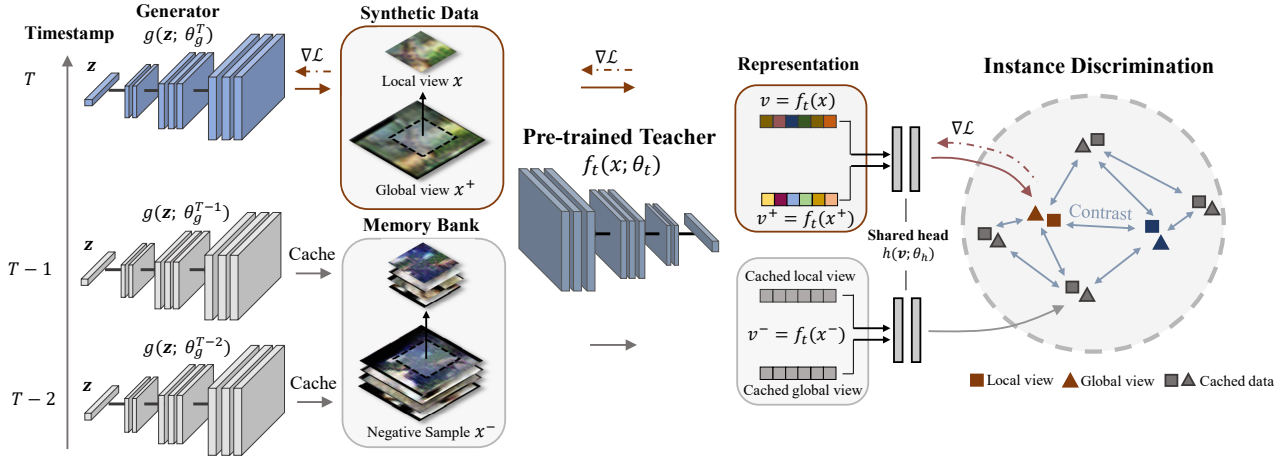 Timestamp
T
T − 1
T − 2
Generator
g(z; θ_g^T)
z
g(z; θ_g^{T−1})
z
g(z; θ_g^{T−2})
z
∇ℒ
Cache
Cache
Synthetic Data
Local view x
Global view x⁺
Memory Bank
Negative Sample x⁻
∇ℒ
Pre-trained Teacher
f_t(x; θ_t)
Representation
v = f_t(x)
v⁺ = f_t(x⁺)
Cached local view
v⁻ = f_t(x⁻)
Cached global view
Shared head
h(v; θ_h)
∇ℒ
Instance Discrimination
Contrast
Local view
Global view
Cached data